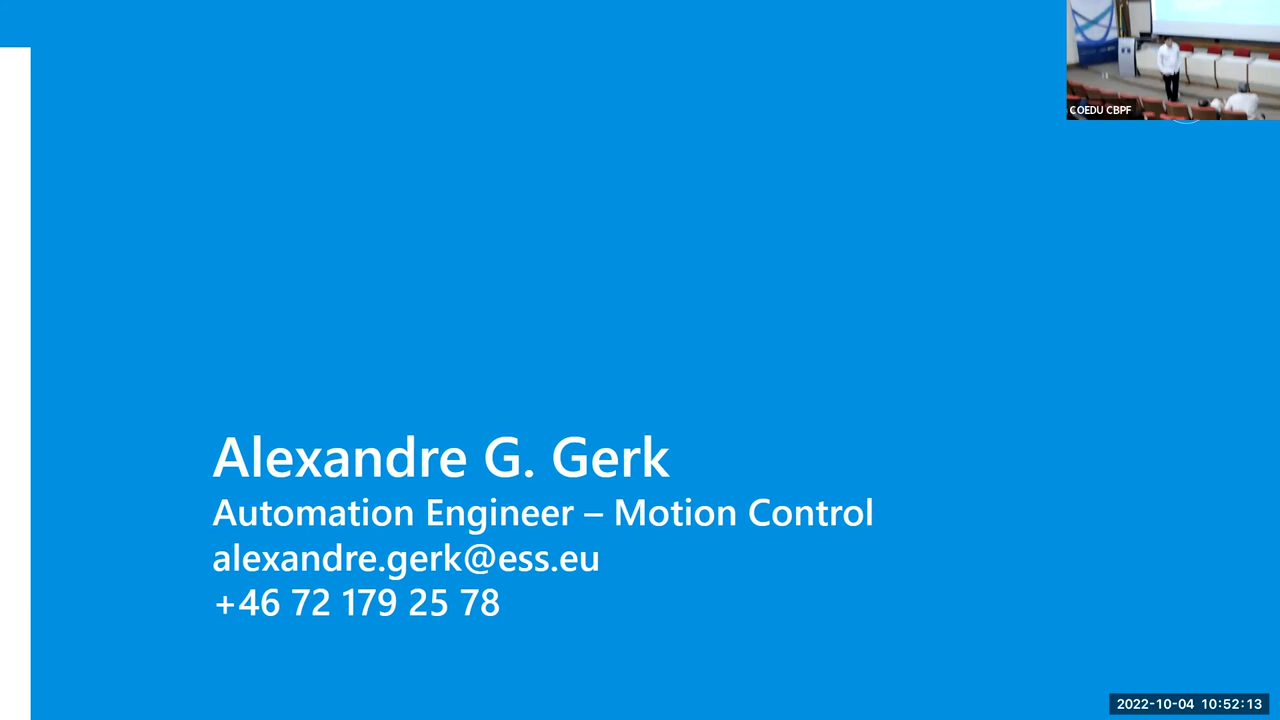 COEDU CBPF
Alexandre G. Gerk
Automation Engineer – Motion Control
alexandre.gerk@ess.eu
+46 72 179 25 78
2022-10-04 10:52:13